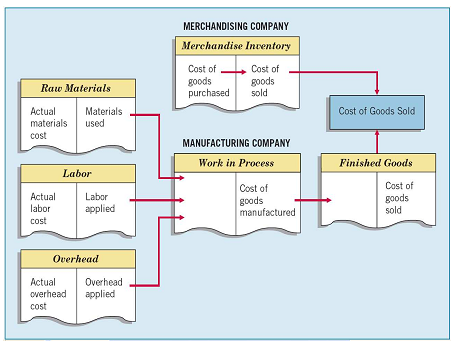 MERCHANDISING COMPANY
Merchandise Inventory
Cost of
goods
purchased
Cost of
goods
sold
Cost of Goods Sold
Raw Materials
Actual
materials
cost
Materials
used
MANUFACTURING COMPANY
Work in Process
Cost of
goods
manufactured
Finished Goods
Cost of
goods
sold
Labor
Actual
labor
cost
Labor
applied
Overhead
Actual
overhead
cost
Overhead
applied